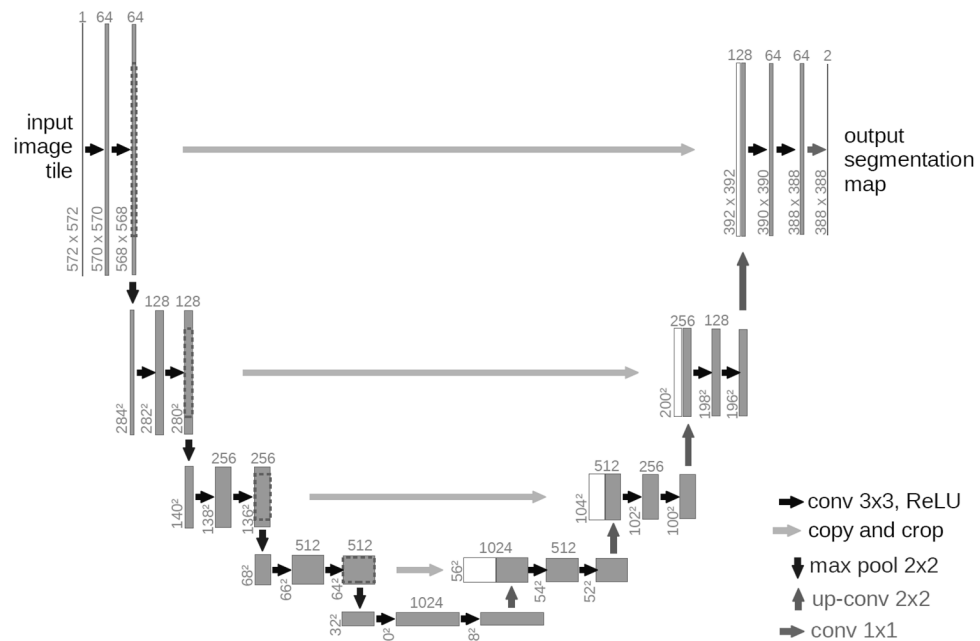 1 64 64
128 64 64 2
input
image
tile
output
segmentation
map
572 x 572
570 x 570
568 x 568
392 x 392
390 x 390
388 x 388
388 x 388
128 128
256 128
284²
282²
280²
200²
198²
196²
256 256
512 256
140²
138²
136²
104²
102²
100²
512 512
1024 512
68²
66²
64²
56²
54²
52²
1024
32²
0²
8²
conv 3x3, ReLU
copy and crop
max pool 2x2
up-conv 2x2
conv 1x1